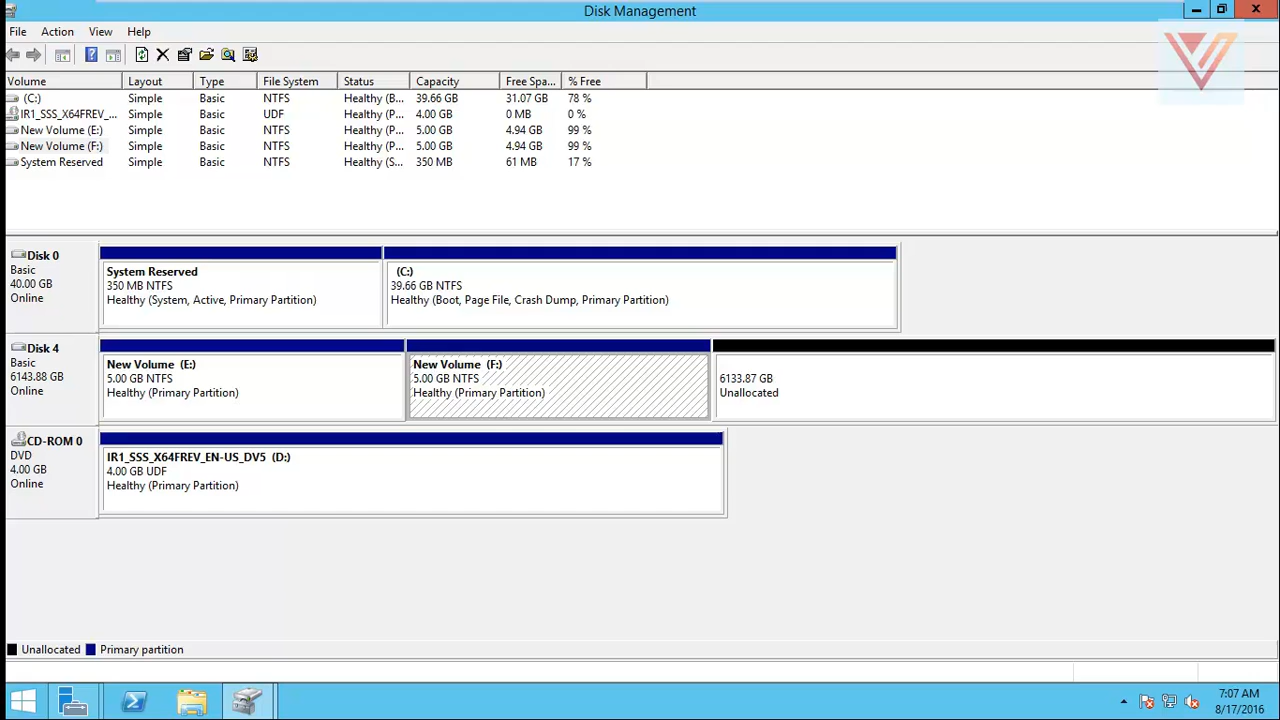 Disk Management
File Action View Help
Volume Layout Type File System Status Capacity Free Spa... % Free
(C:) Simple Basic NTFS Healthy (B... 39.66 GB 31.07 GB 78 %
IR1_SSS_X64FREV_... Simple Basic UDF Healthy (P... 4.00 GB 0 MB 0 %
New Volume (E:) Simple Basic NTFS Healthy (P... 5.00 GB 4.94 GB 99 %
New Volume (F:) Simple Basic NTFS Healthy (P... 5.00 GB 4.94 GB 99 %
System Reserved Simple Basic NTFS Healthy (S... 350 MB 61 MB 17 %
Disk 0
Basic
40.00 GB
Online
System Reserved
350 MB NTFS
Healthy (System, Active, Primary Partition)
(C:)
39.66 GB NTFS
Healthy (Boot, Page File, Crash Dump, Primary Partition)
Disk 4
Basic
6143.88 GB
Online
New Volume (E:)
5.00 GB NTFS
Healthy (Primary Partition)
New Volume (F:)
5.00 GB NTFS
Healthy (Primary Partition)
6133.87 GB
Unallocated
CD-ROM 0
DVD
4.00 GB
Online
IR1_SSS_X64FREV_EN-US_DV5 (D:)
4.00 GB UDF
Healthy (Primary Partition)
Unallocated Primary partition
7:07 AM
8/17/2016